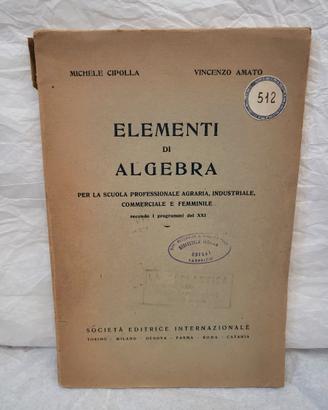 MICHELE CIPOLLA VINCENZO AMATO
512
ELEMENTI
DI
ALGEBRA
PER LA SCUOLA PROFESSIONALE AGRARIA, INDUSTRIALE,
COMMERCIALE E FEMMINILE
secondo i programmi del XXI
SOCIETÀ EDITRICE INTERNAZIONALE
TORINO - MILANO - GENOVA - PARMA - ROMA - CATANIA